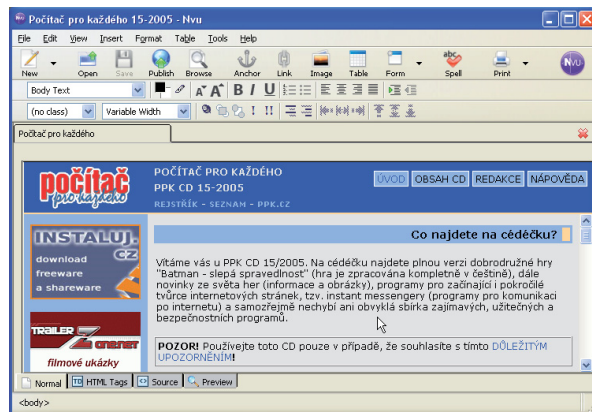 Počítač pro každého 15-2005 - Nvu
File Edit View Insert Format Table Tools Help
New Open Save Publish Browse Anchor Link Image Table Form Spell Print
Body Text
(no class) Variable Width
Počítač pro každého
počítač
pro každého
POČÍTAČ PRO KAŽDÉHO
PPK CD 15-2005
REJSTŘÍK - SEZNAM - PPK.CZ
ÚVOD OBSAH CD REDAKCE NÁPOVĚDA
INSTALUJ.
CZ
download
freeware
a shareware
TRAILER
CINENET
filmové ukázky
Co najdete na cédéčku?
Vítáme vás u PPK CD 15/2005. Na cédéčku najdete plnou verzi dobrodružné hry
"Batman - slepá spravedlnost" (hra je zpracována kompletně v češtině), dále
novinky ze světa her (informace a obrázky), programy pro začínající i pokročilé
tvůrce internetových stránek, tzv. instant messengery (programy pro komunikaci
po internetu) a samozřejmě nechybí ani obvyklá sbírka zajímavých, užitečných a
bezpečnostních programů.
POZOR! Používejte toto CD pouze v případě, že souhlasíte s tímto DŮLEŽITÝM
UPOZORNĚNÍM!
Normal HTML Tags Source Preview
<body>